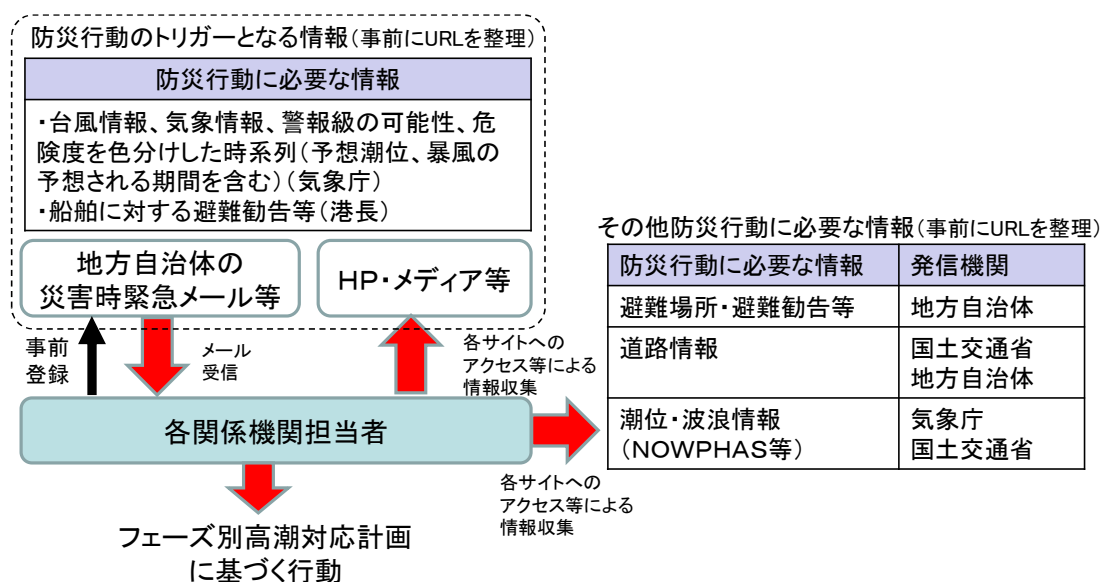 防災行動のトリガーとなる情報(事前にURLを整理)
防災行動に必要な情報
・台風情報、気象情報、警報級の可能性、危
険度を色分けした時系列(予想潮位、暴風の
予想される期間を含む)(気象庁)
・船舶に対する避難勧告等(港長)
地方自治体の
災害時緊急メール等
HP・メディア等
事前
登録
メール
受信
各サイトへの
アクセス等による
情報収集
各関係機関担当者
各サイトへの
アクセス等による
情報収集
フェーズ別高潮対応計画
に基づく行動
その他防災行動に必要な情報(事前にURLを整理)
防災行動に必要な情報 発信機関
避難場所・避難勧告等 地方自治体
道路情報 国土交通省
地方自治体
潮位・波浪情報 気象庁
(NOWPHAS等) 国土交通省